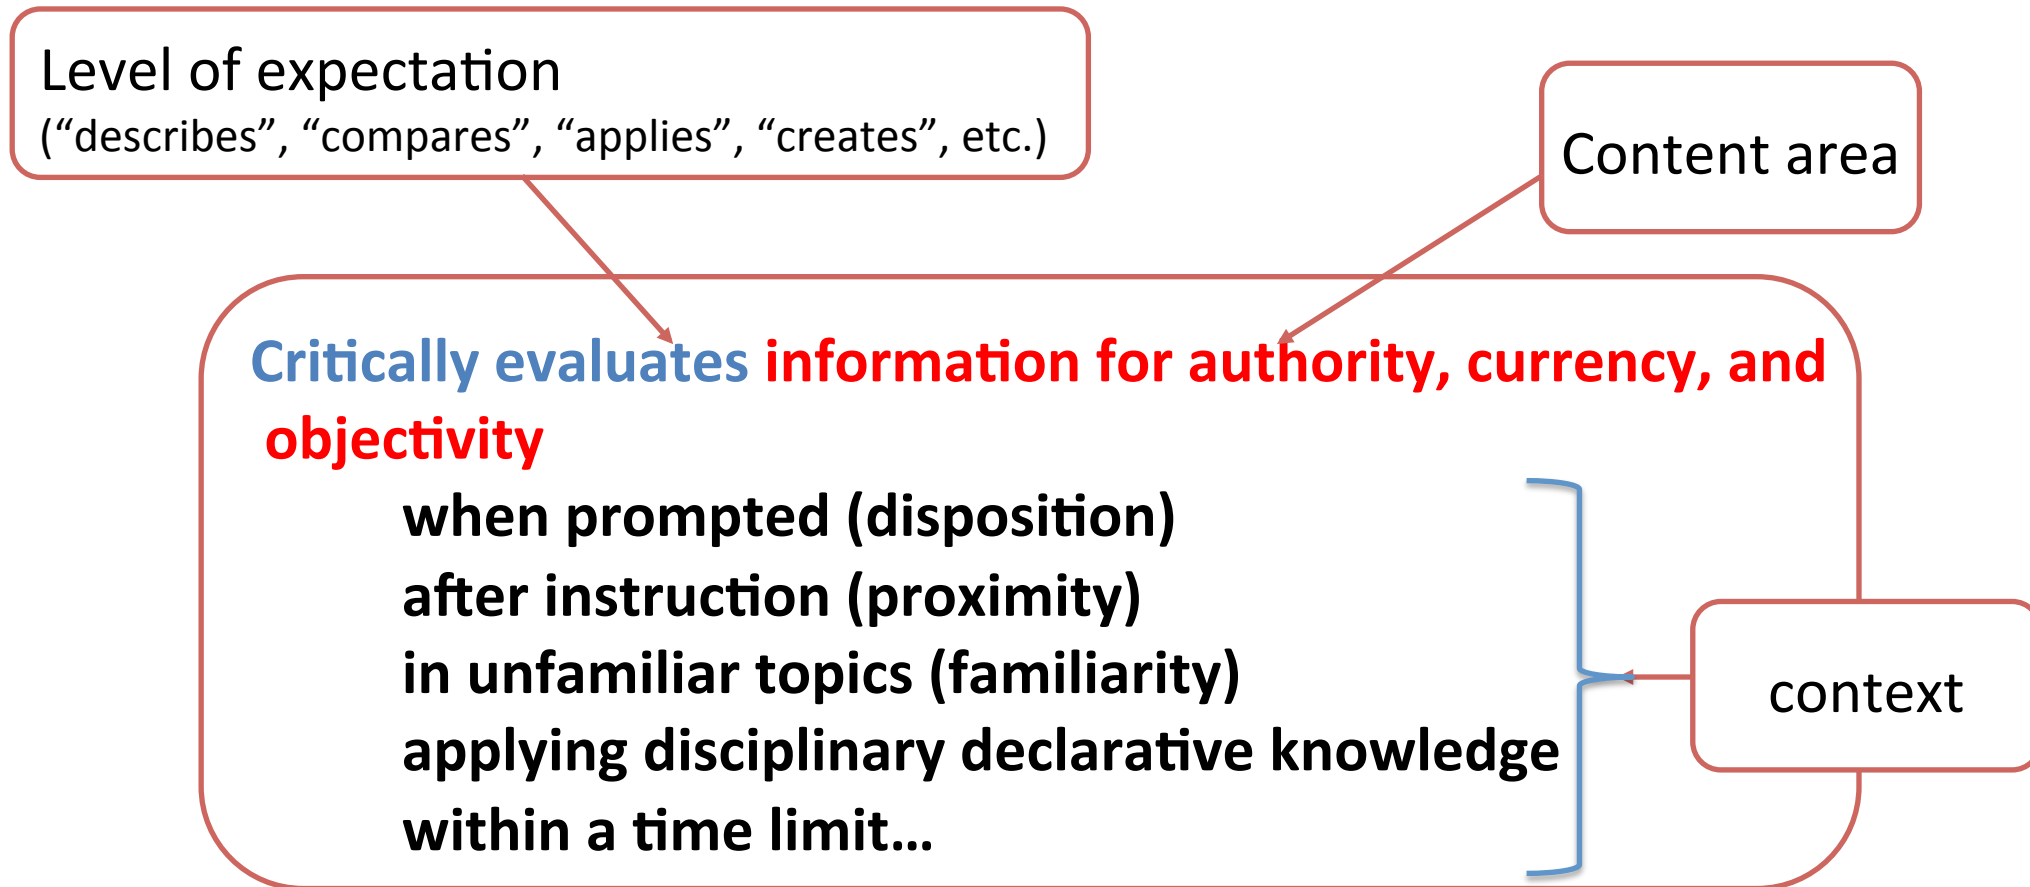 Level of expectation
(“describes”, “compares”, “applies”, “creates”, etc.)
Content area
Critically evaluates information for authority, currency, and
objectivity
when prompted (disposition)
after instruction (proximity)
in unfamiliar topics (familiarity)
applying disciplinary declarative knowledge
within a time limit…
context